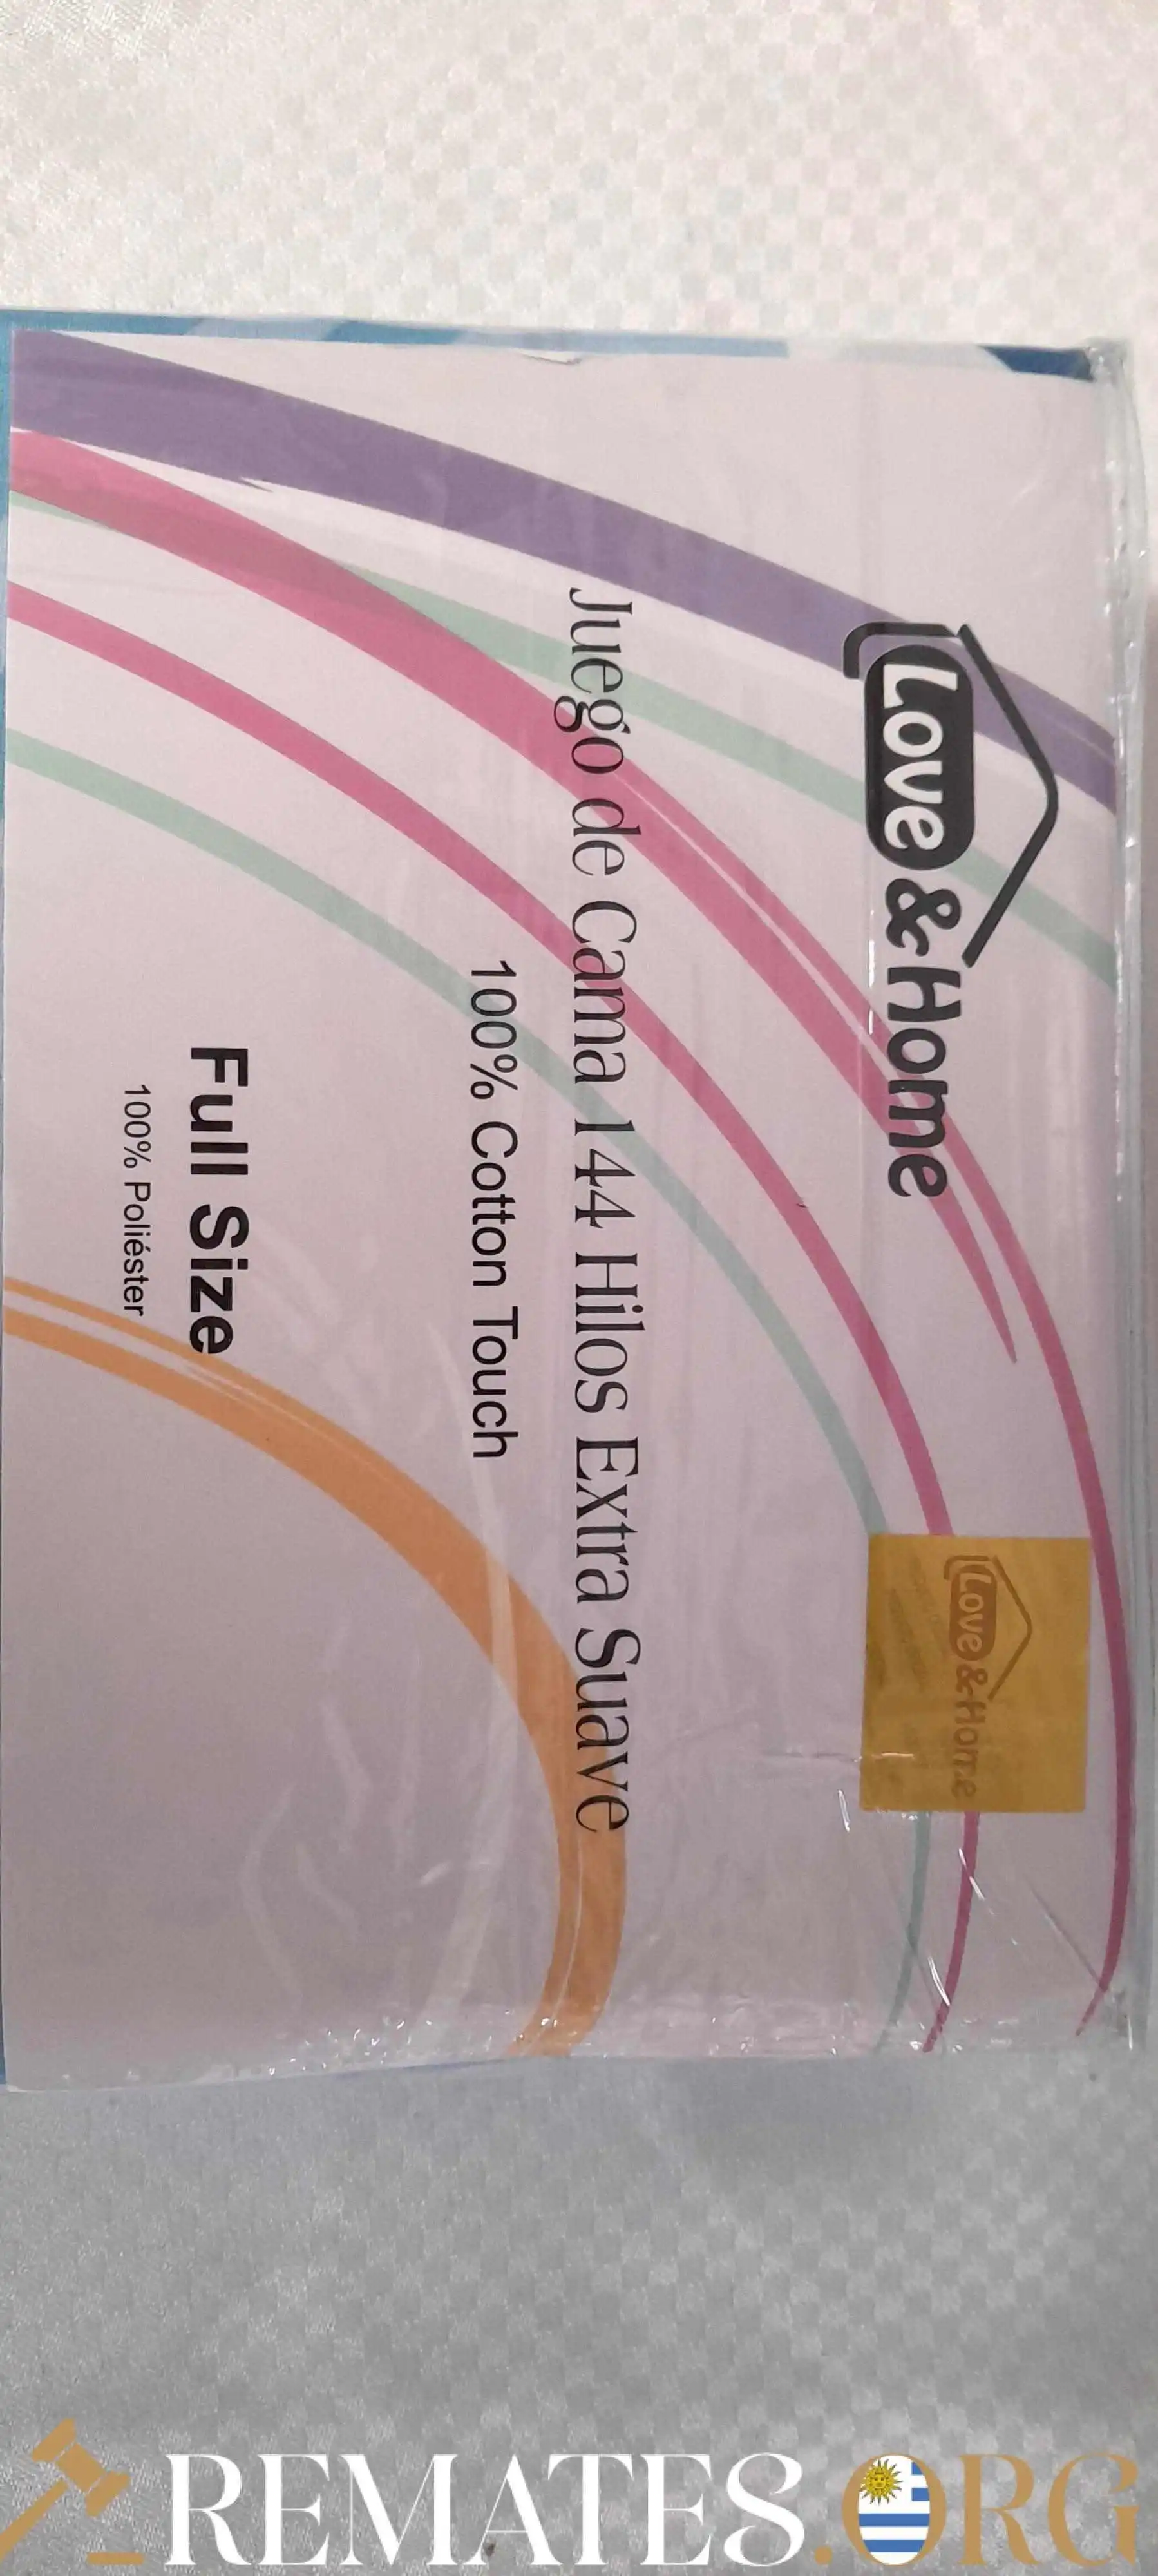 Love & Home
Juego de Cama 144 Hilos Extra Suave
100% Cotton Touch
Full Size
100% Poliéster
Love & Home
REMATES.ORG